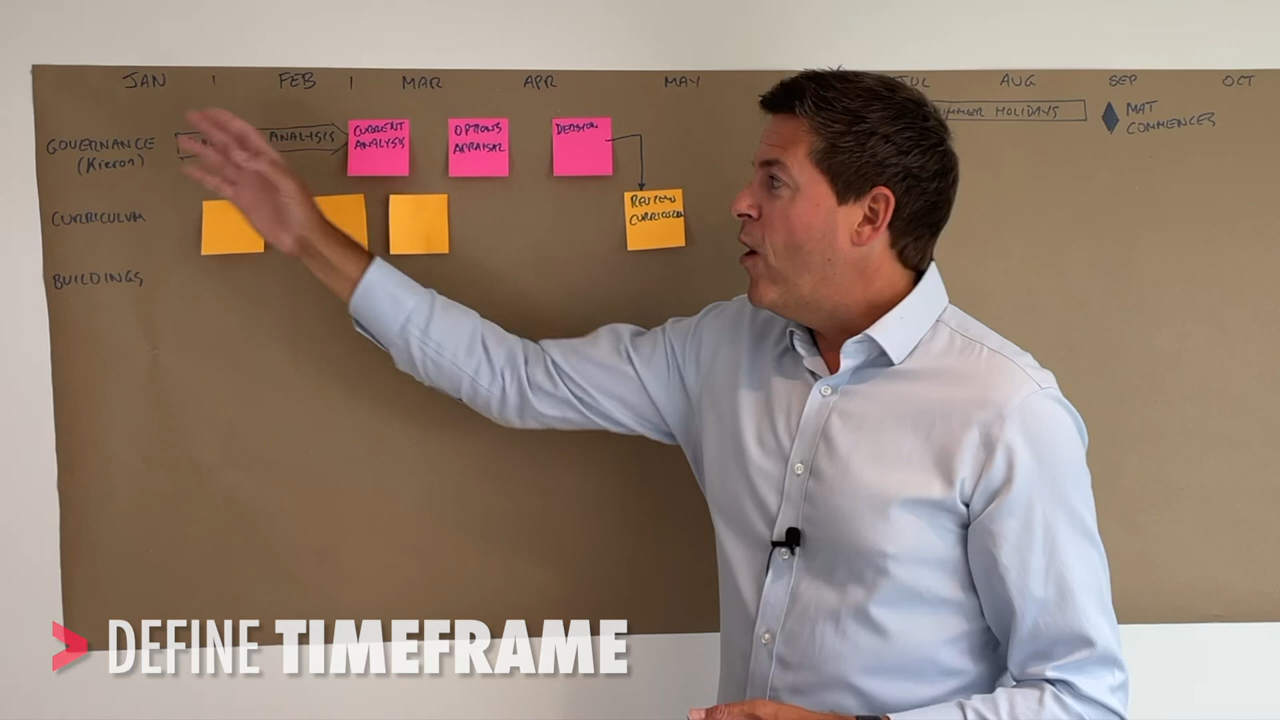 JAN FEB MAR APR MAY JUL AUG SEP OCT
HOLIDAYS
MAT
COMMENCES
GOVERNANCE
(Kieron)
ANALYSIS
CURRENT
ANALYSIS
OPTIONS
APPRAISAL
DECISION
CURRICULUM
REVIEW
CURRICULUM
BUILDINGS
DEFINE TIMEFRAME